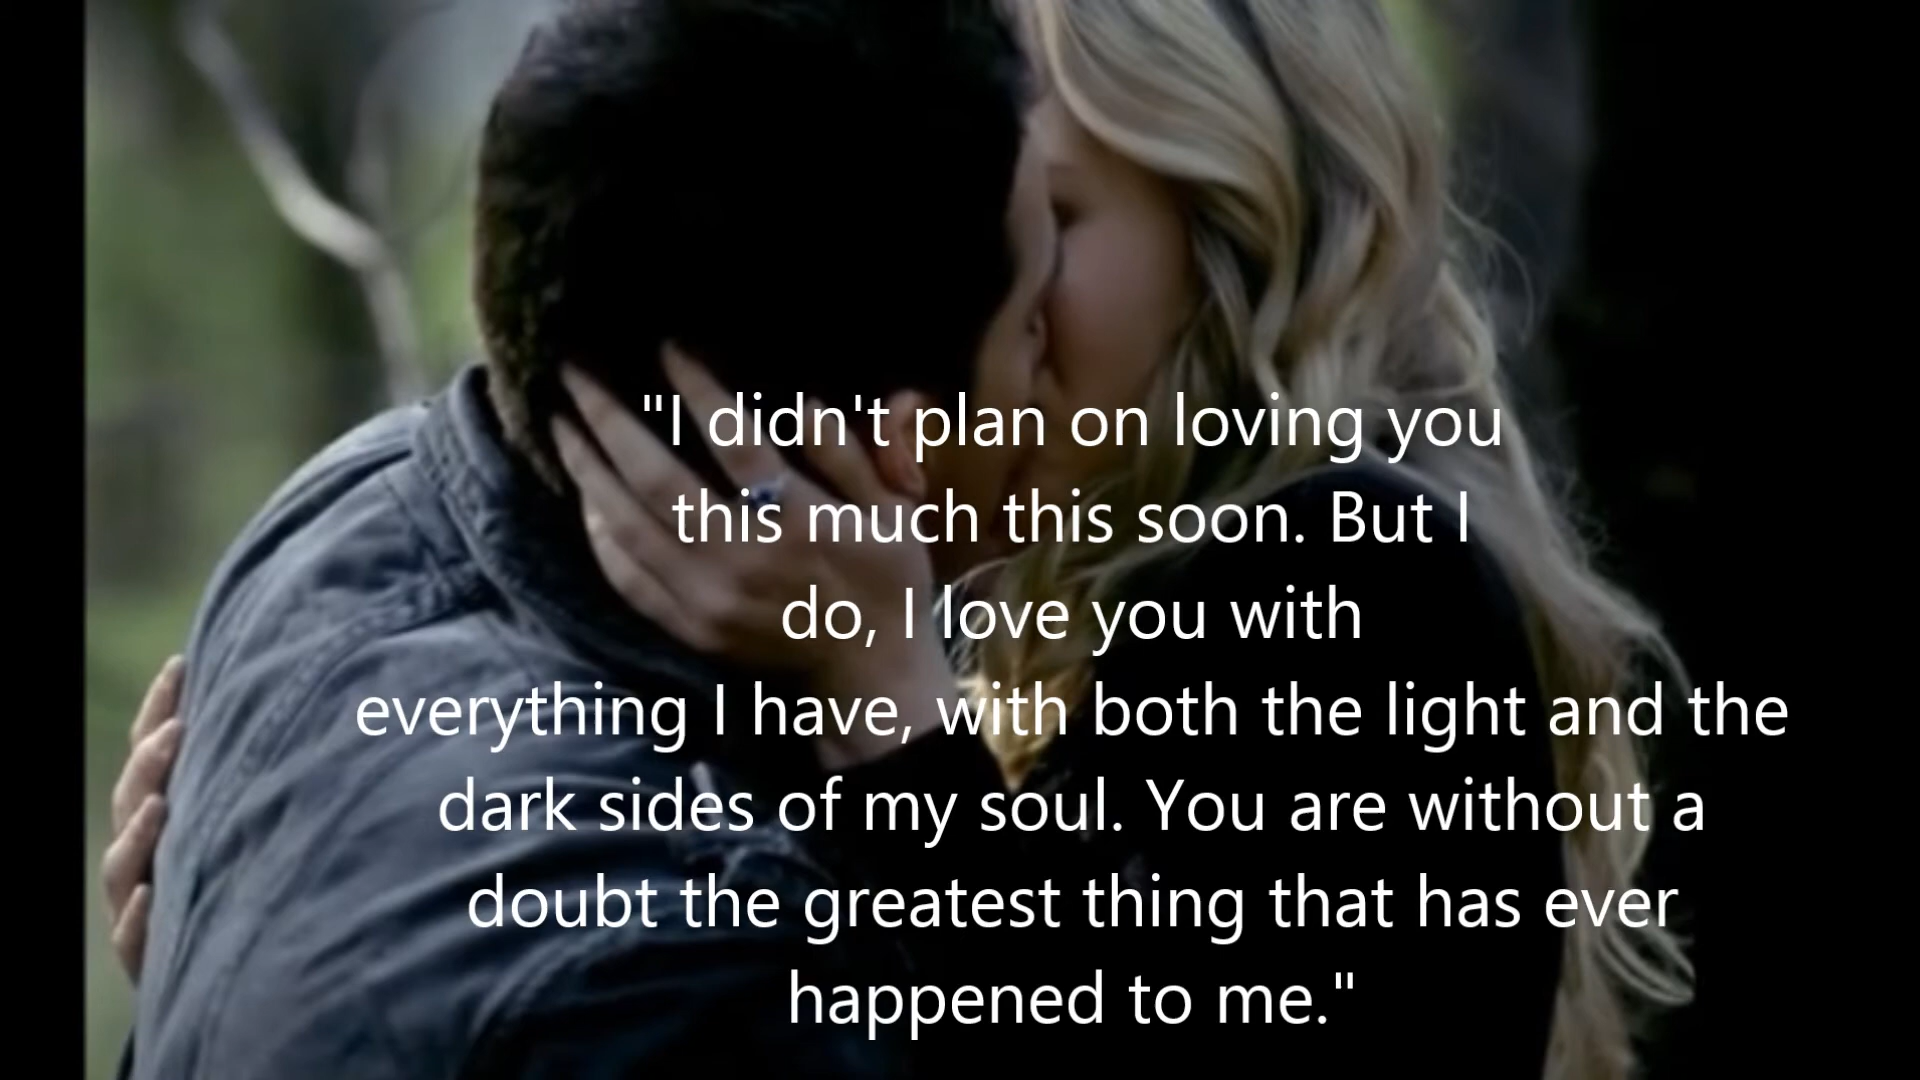 "I didn't plan on loving you
this much this soon. But I
do, I love you with
everything I have, with both the light and the
dark sides of my soul. You are without a
doubt the greatest thing that has ever
happened to me."